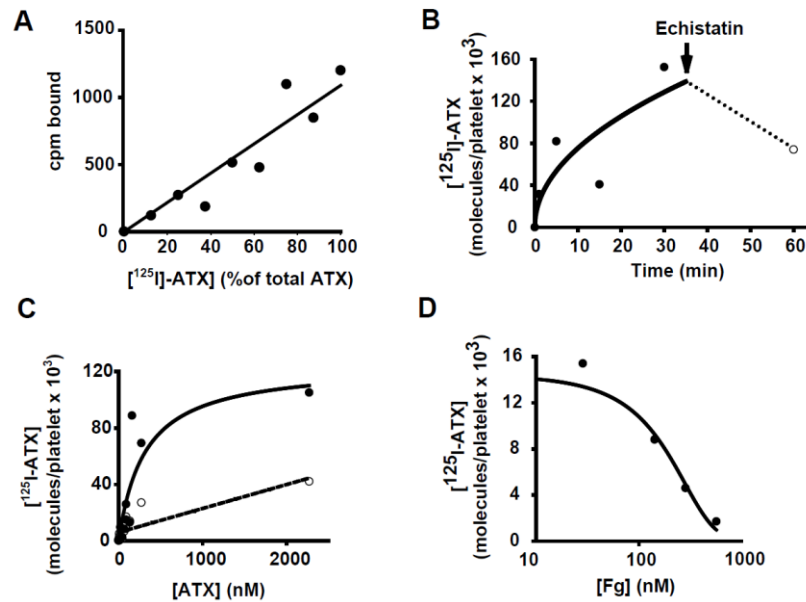 A
cpm bound
1000
500
0
0 20 40 60 80 100
[¹²⁵I]-ATX] (%of total ATX)
B
Echistatin
[¹²⁵I]-ATX
(molecules/platelet x 10³)
160
120
80
40
0
0 10 20 30 40 50 60
Time (min)
C
[¹²⁵I-ATX]
(molecules/platelet x 10³)
120
80
40
0
0 1000 2000
[ATX] (nM)
D
[¹²⁵I-ATX]
(molecules/platelet x 10³)
16
12
8
4
0
10 100 1000
[Fg] (nM)